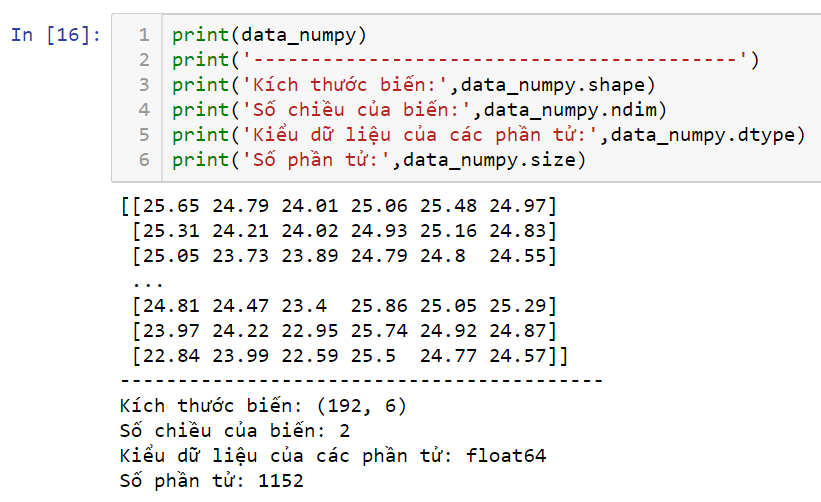 In [16]:
1 print(data_numpy)
2 print('------------------------------------------')
3 print('Kích thước biến:',data_numpy.shape)
4 print('Số chiều của biến:',data_numpy.ndim)
5 print('Kiểu dữ liệu của các phần tử:',data_numpy.dtype)
6 print('Số phần tử:',data_numpy.size)
[[25.65 24.79 24.01 25.06 25.48 24.97]
 [25.31 24.21 24.02 24.93 25.16 24.83]
 [25.05 23.73 23.89 24.79 24.8  24.55]
 ...
 [24.81 24.47 23.4  25.86 25.05 25.29]
 [23.97 24.22 22.95 25.74 24.92 24.87]
 [22.84 23.99 22.59 25.5  24.77 24.57]]
------------------------------------------
Kích thước biến: (192, 6)
Số chiều của biến: 2
Kiểu dữ liệu của các phần tử: float64
Số phần tử: 1152